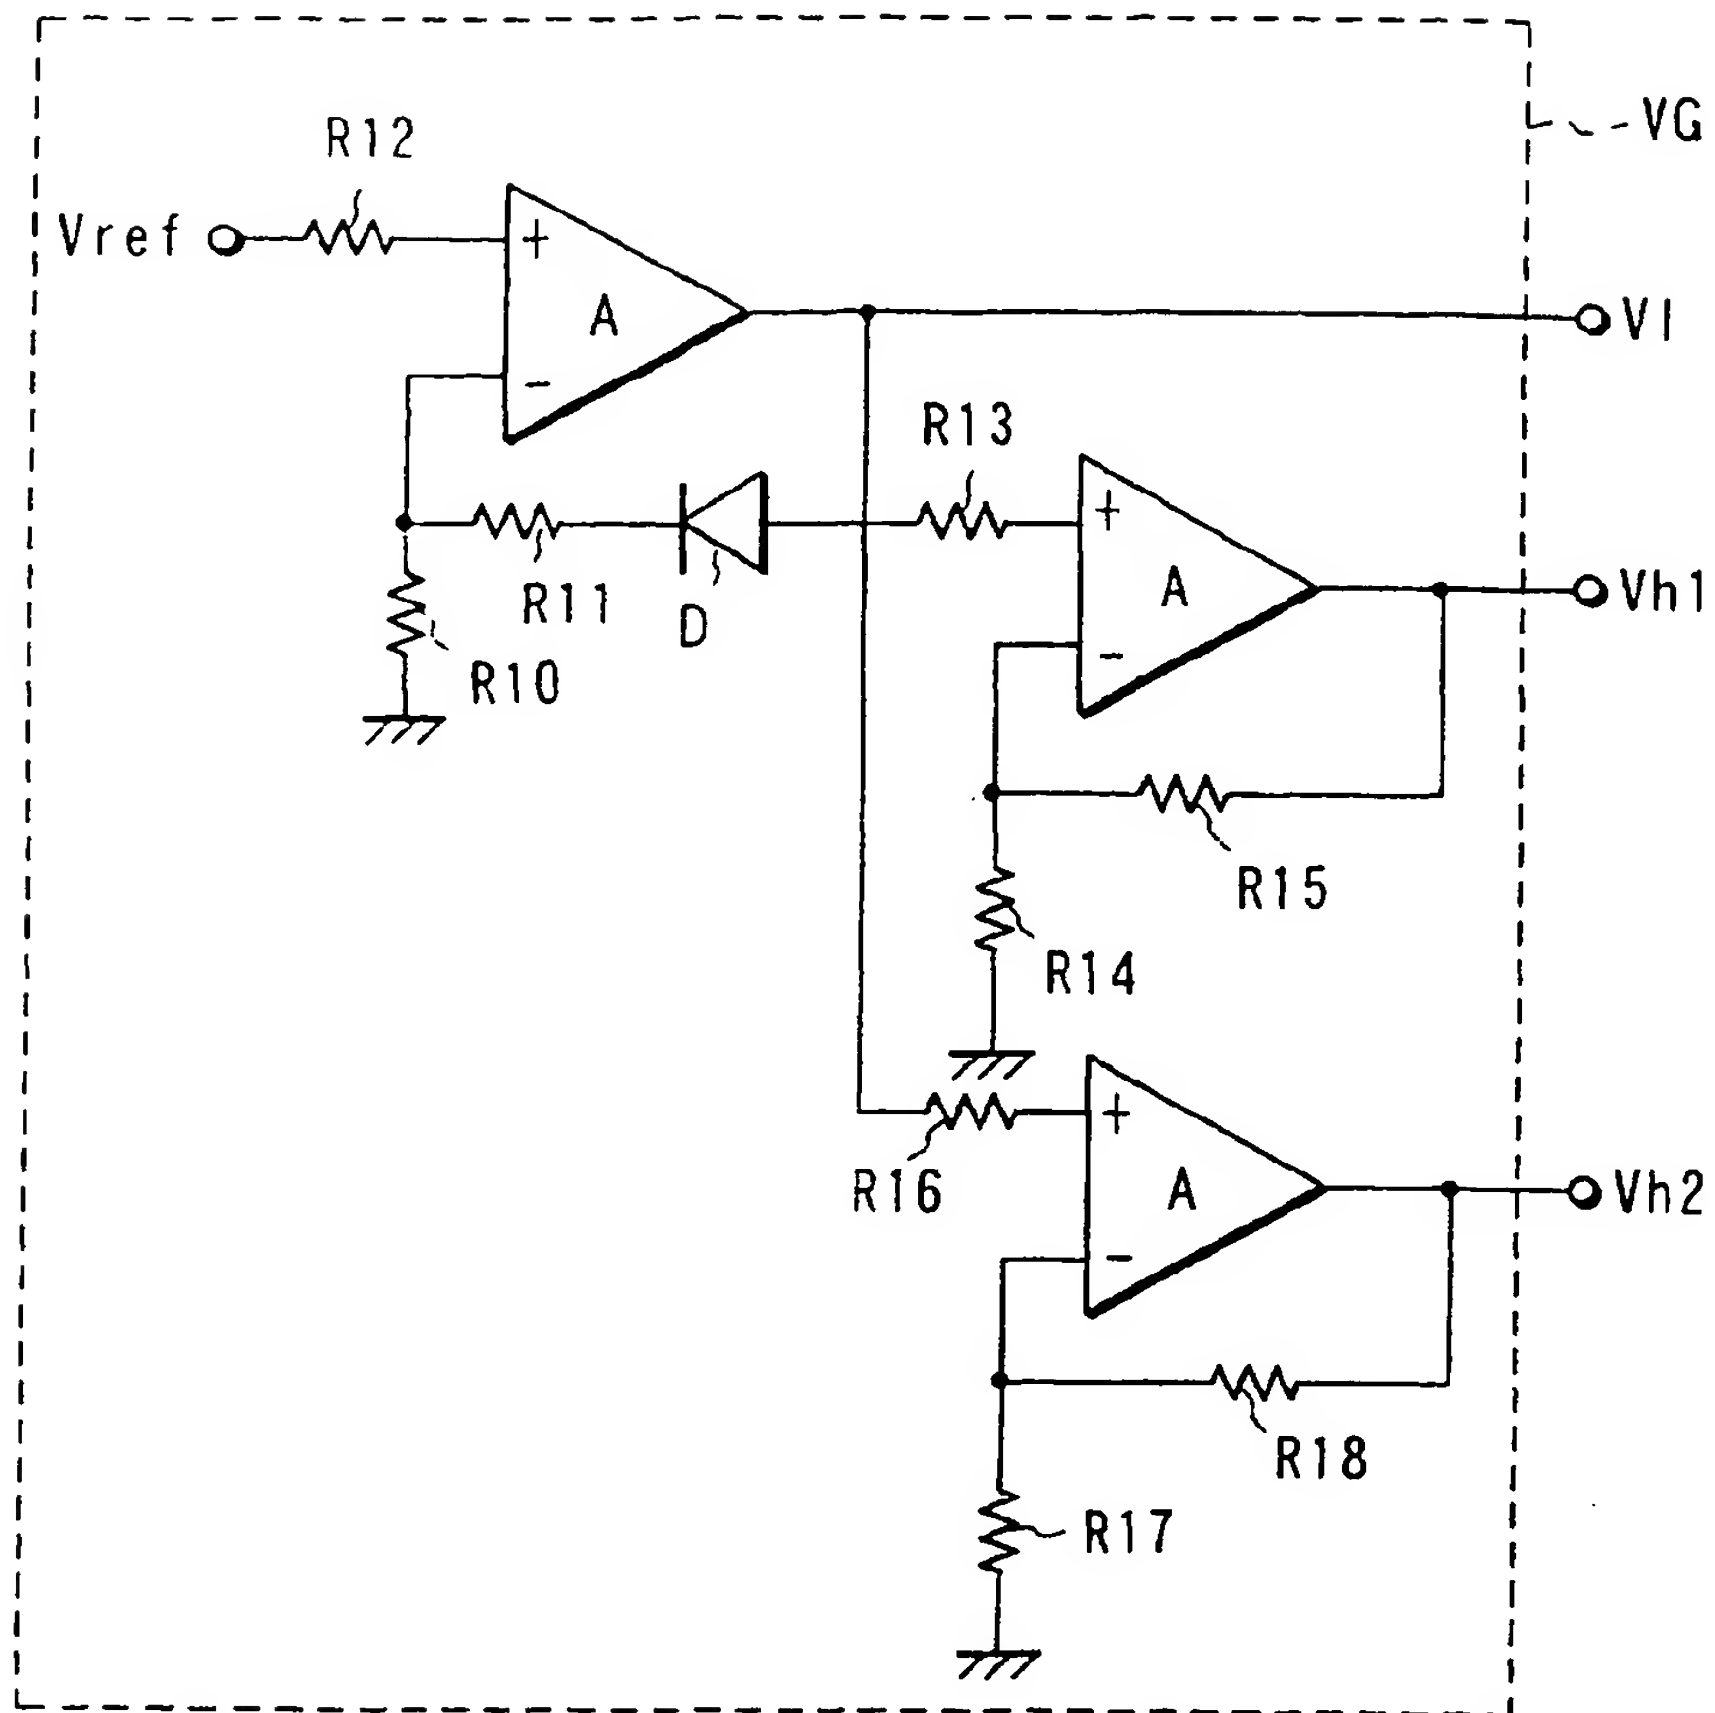 VG
R12
Vref
+
A
-
Vl
R13
+
A
-
R11
D
Vh1
R10
R15
R14
+
R16
A
-
Vh2
R18
R17